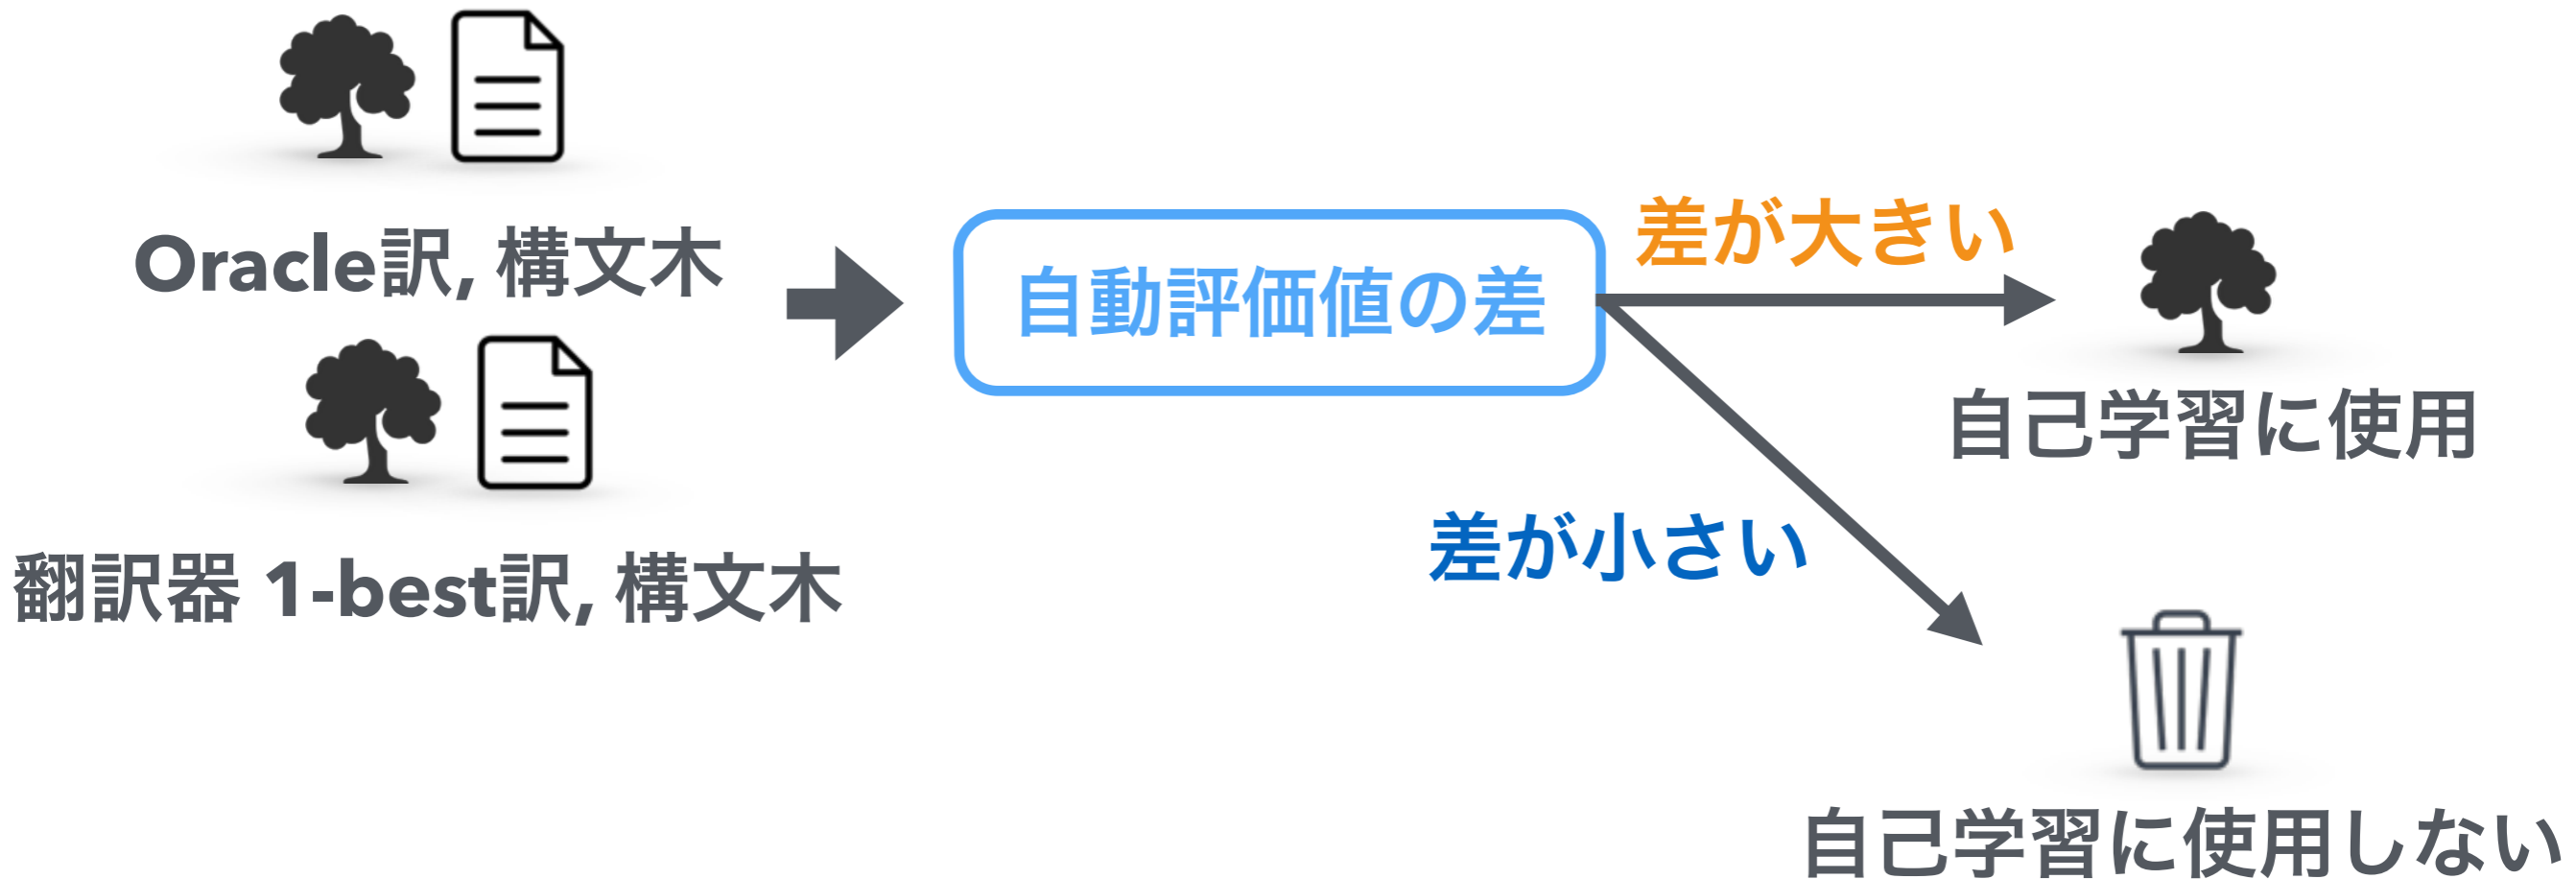 Oracle訳, 構文木
翻訳器 1-best訳, 構文木
自動評価値の差
差が大きい
自己学習に使用
差が小さい
自己学習に使用しない